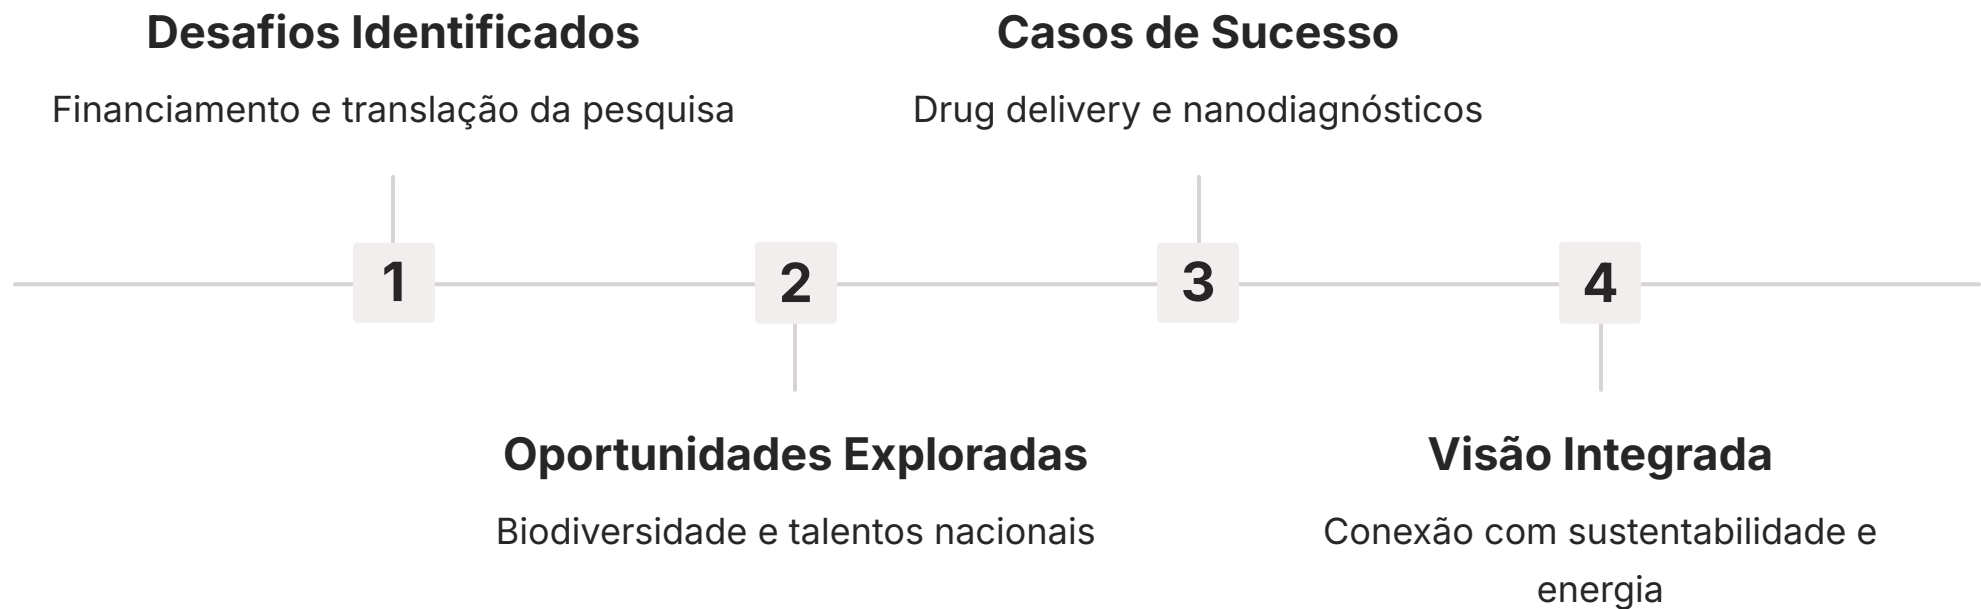 Desafios Identificados
Financiamento e translação da pesquisa
Casos de Sucesso
Drug delivery e nanodiagnósticos
1
2
3
4
Oportunidades Exploradas
Biodiversidade e talentos nacionais
Visão Integrada
Conexão com sustentabilidade e
energia